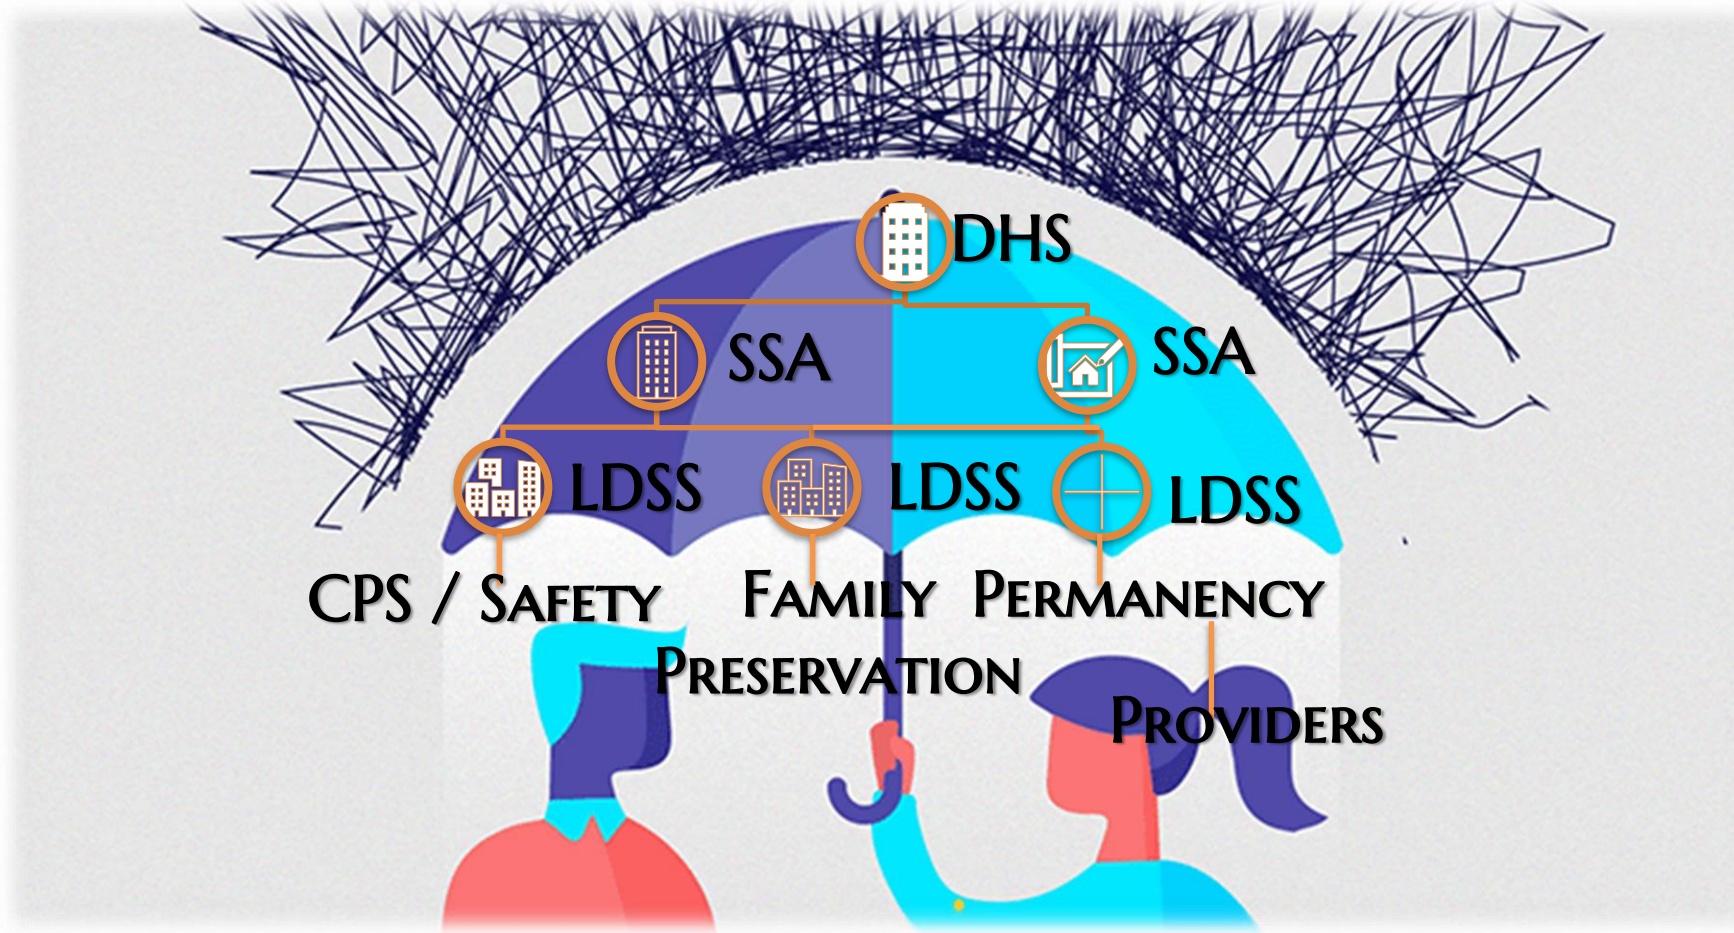 DHS
SSA
SSA
LDSS
LDSS
LDSS
CPS / Safety
Family
Preservation
Permanency
Providers